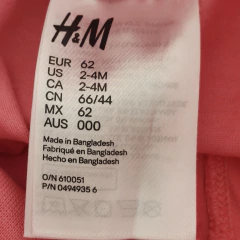 H&M
EUR 62
US 2-4M
CA 2-4M
CN 66/44
MX 62
AUS 000
Made in Bangladesh
Fabriqué en Bangladesh
Hecho en Bangladesh
O/N 610051
P/N 0494935 6